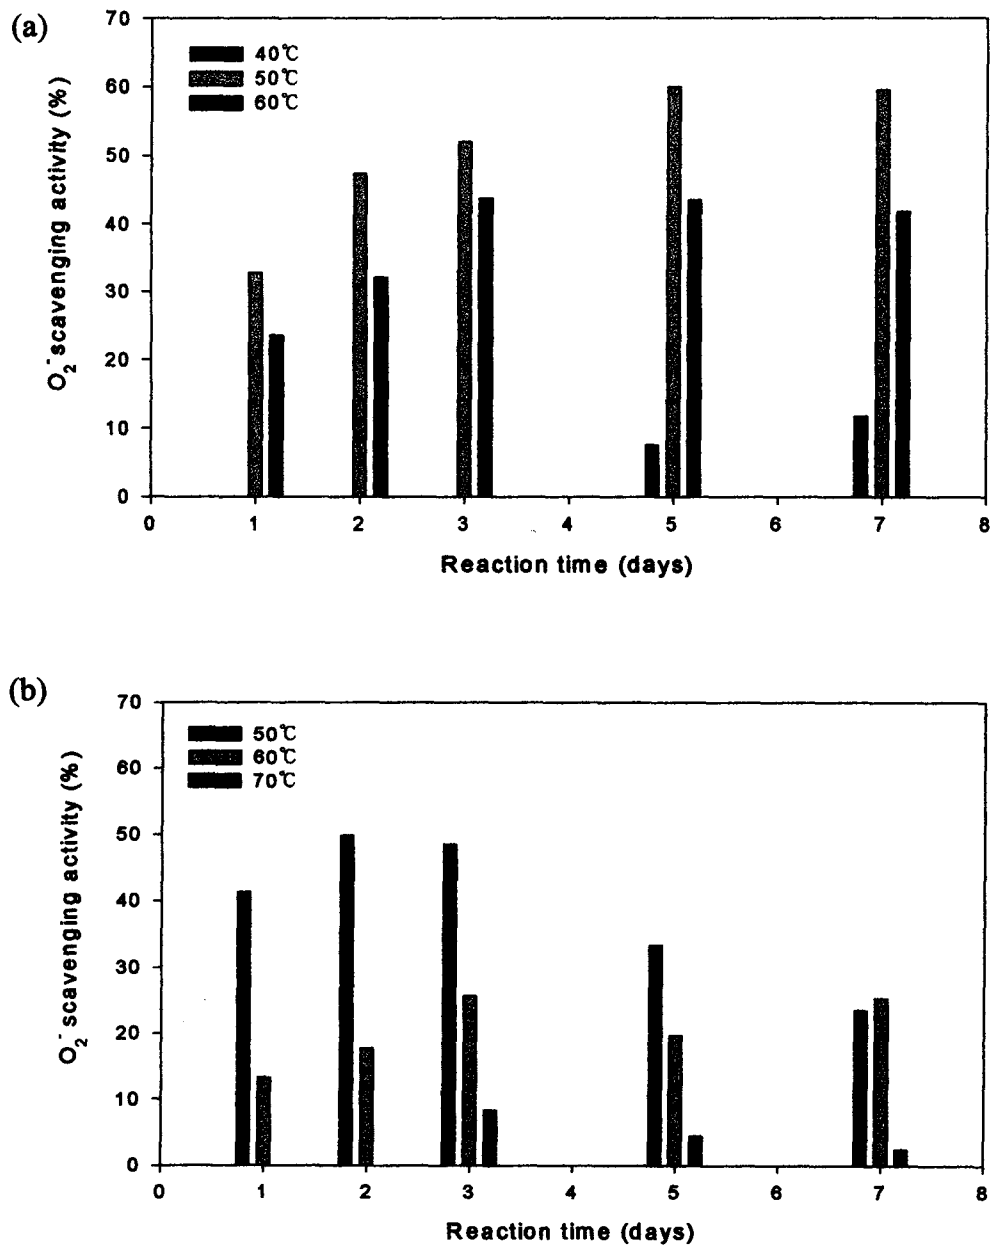 (a)
70
60
50
40
30
20
10
0
O₂⁻ scavenging activity (%)
40℃
50℃
60℃
0 1 2 3 4 5 6 7 8
Reaction time (days)
(b)
70
60
50
40
30
20
10
0
O₂⁻ scavenging activity (%)
50℃
60℃
70℃
0 1 2 3 4 5 6 7 8
Reaction time (days)